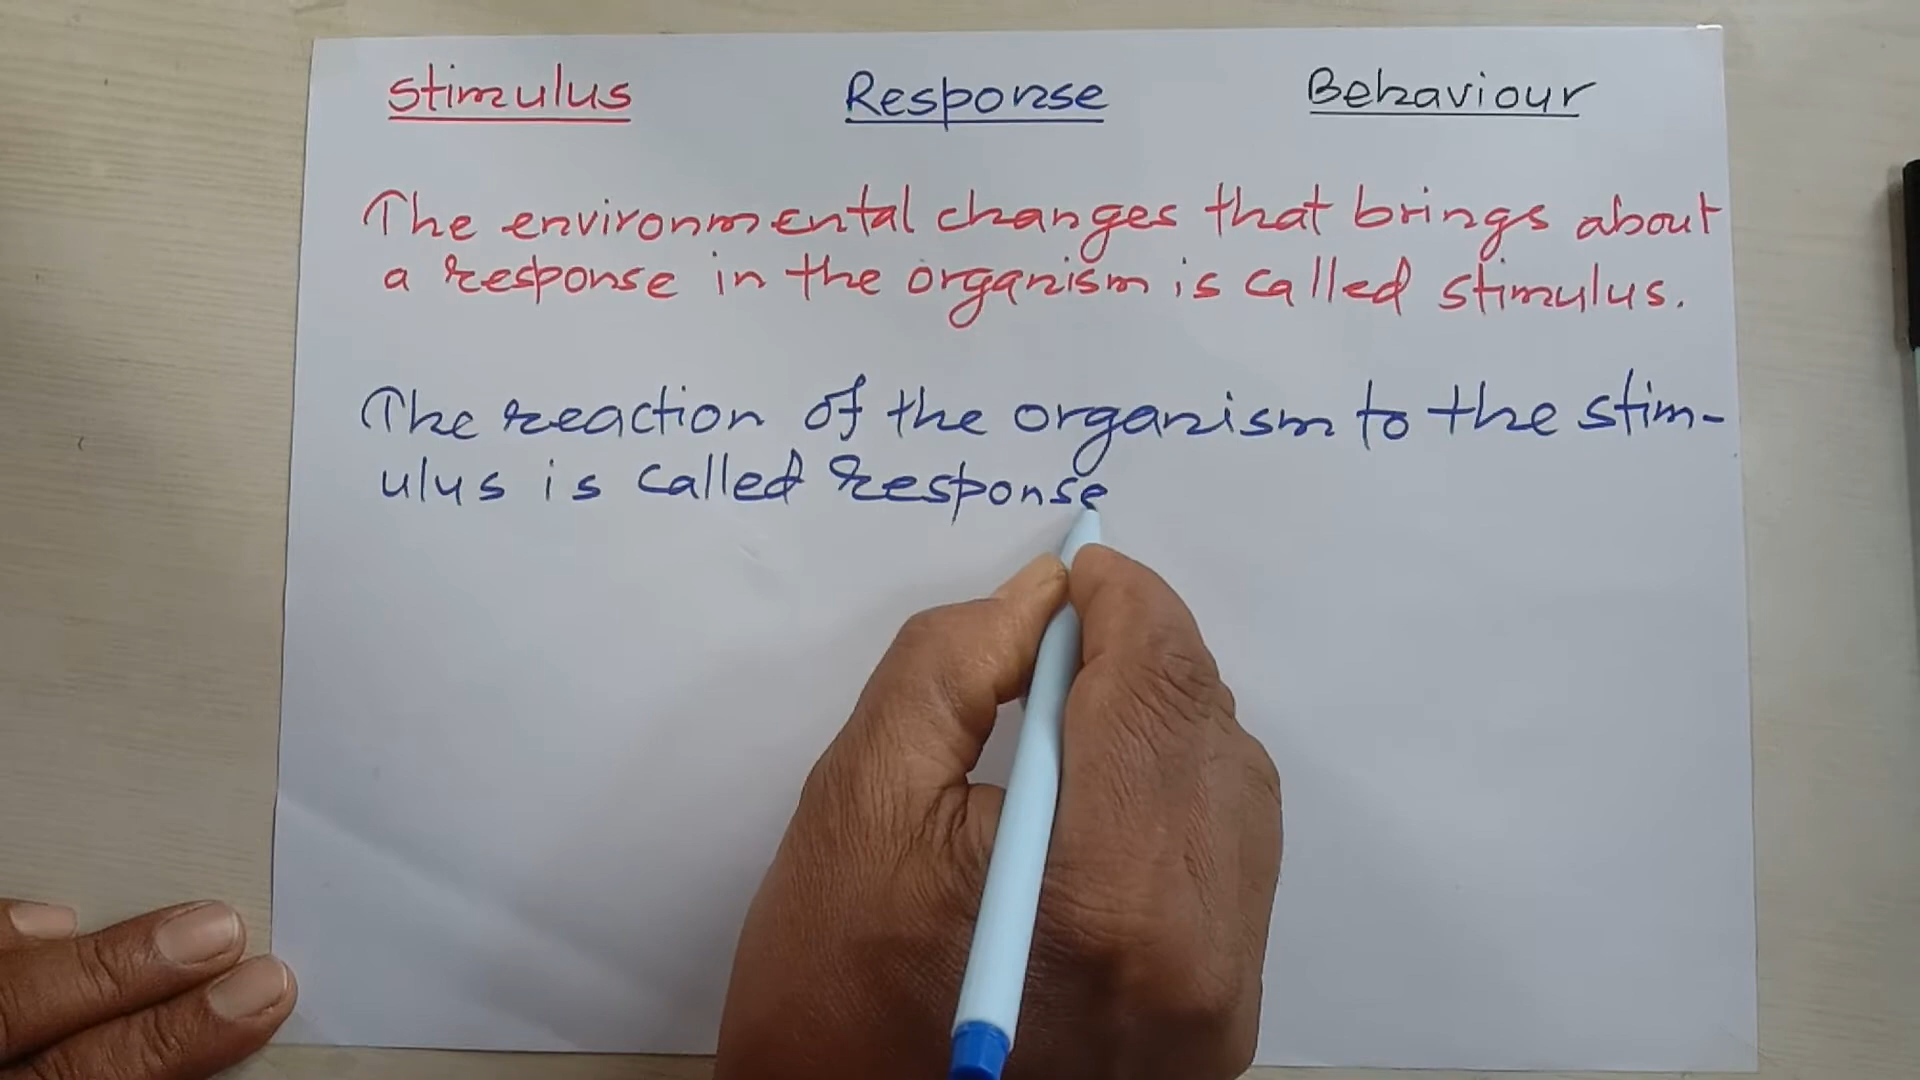 Stimulus Response Behaviour
The environmental changes that brings about
a response in the organism is called stimulus.
The reaction of the organism to the stim-
ulus is called response